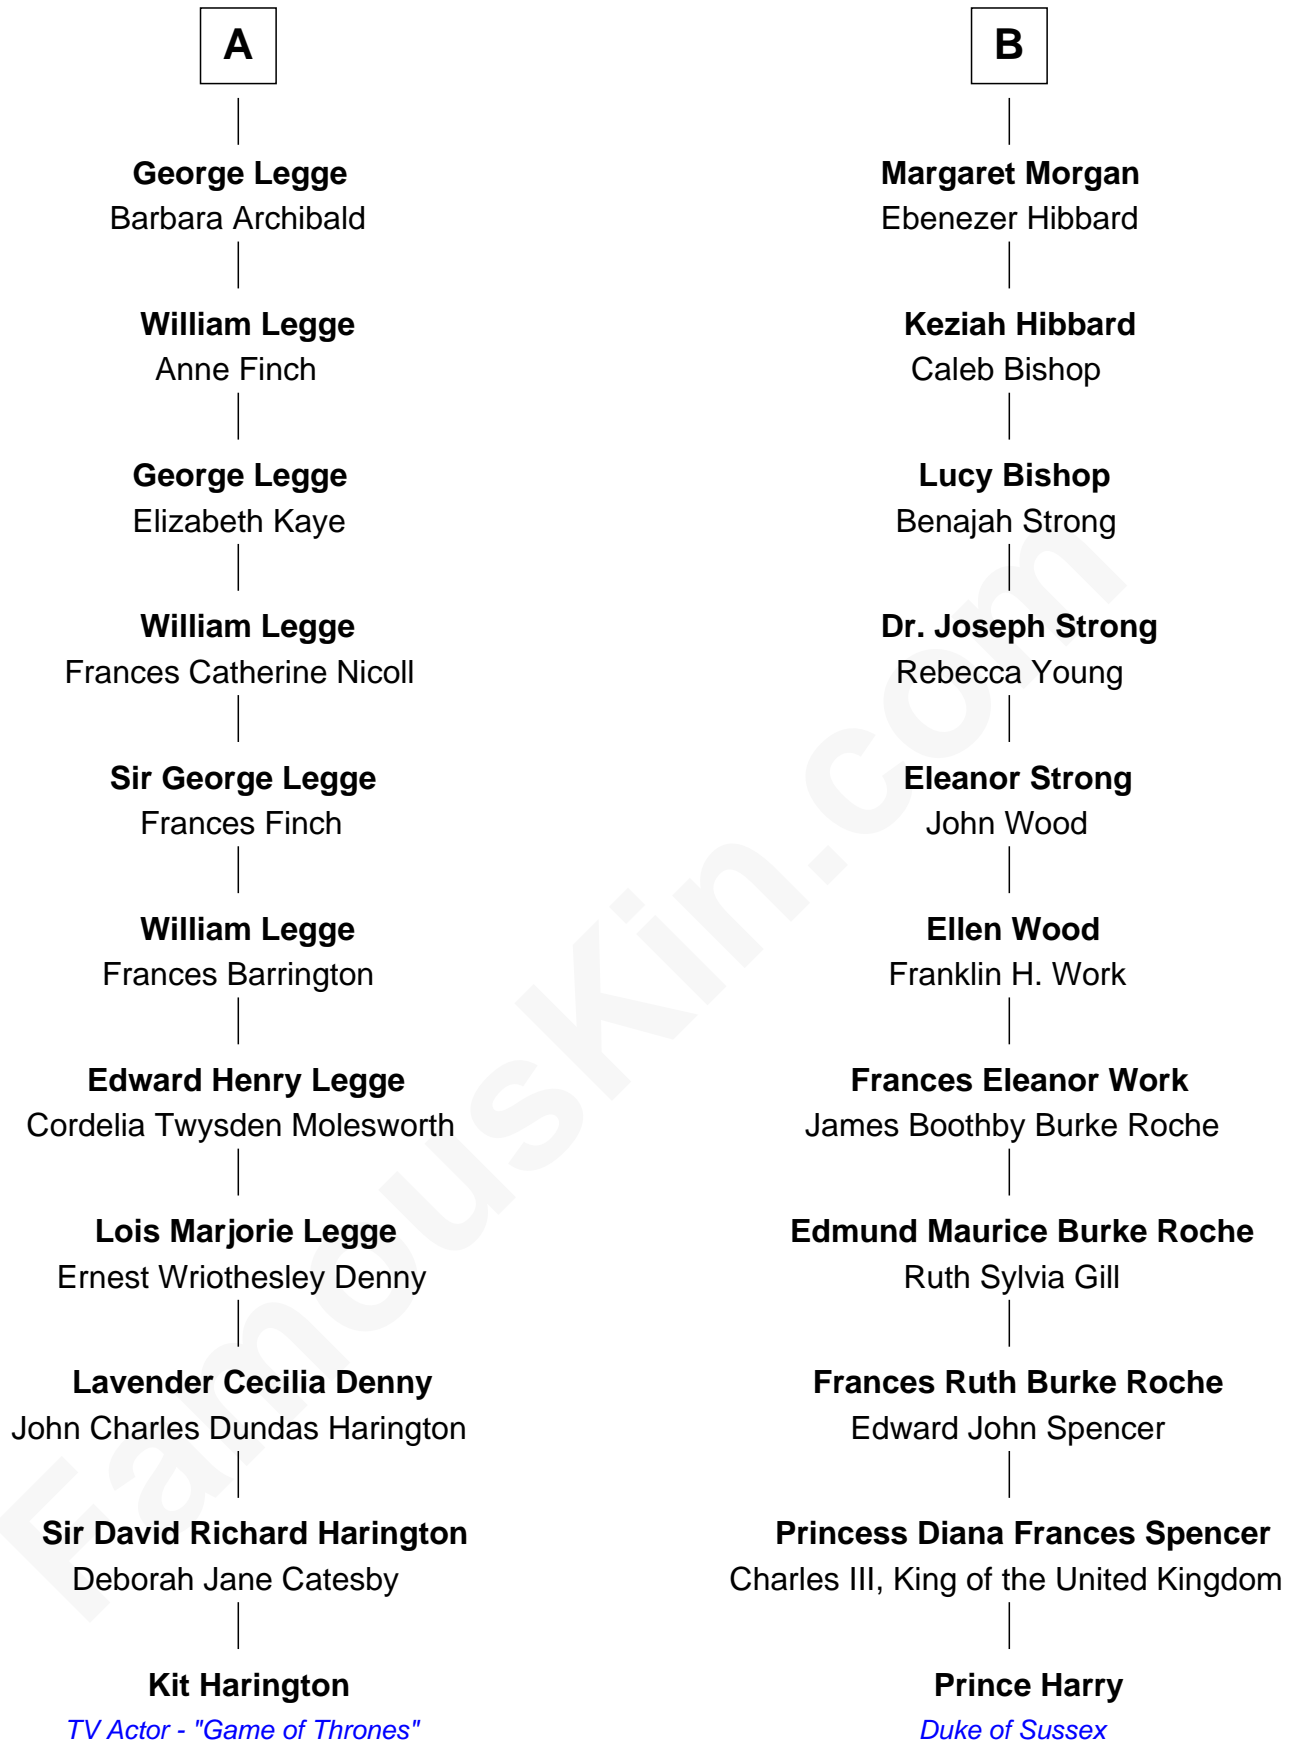 A
George Legge
Barbara Archibald
William Legge
Anne Finch
George Legge
Elizabeth Kaye
William Legge
Frances Catherine Nicoll
Sir George Legge
Frances Finch
William Legge
Frances Barrington
Edward Henry Legge
Cordelia Twysden Molesworth
Lois Marjorie Legge
Ernest Wriothesley Denny
Lavender Cecilia Denny
John Charles Dundas Harington
Sir David Richard Harington
Deborah Jane Catesby
Kit Harington
TV Actor - "Game of Thrones"
B
Margaret Morgan
Ebenezer Hibbard
Keziah Hibbard
Caleb Bishop
Lucy Bishop
Benajah Strong
Dr. Joseph Strong
Rebecca Young
Eleanor Strong
John Wood
Ellen Wood
Franklin H. Work
Frances Eleanor Work
James Boothby Burke Roche
Edmund Maurice Burke Roche
Ruth Sylvia Gill
Frances Ruth Burke Roche
Edward John Spencer
Princess Diana Frances Spencer
Charles III, King of the United Kingdom
Prince Harry
Duke of Sussex
FamousKin.com